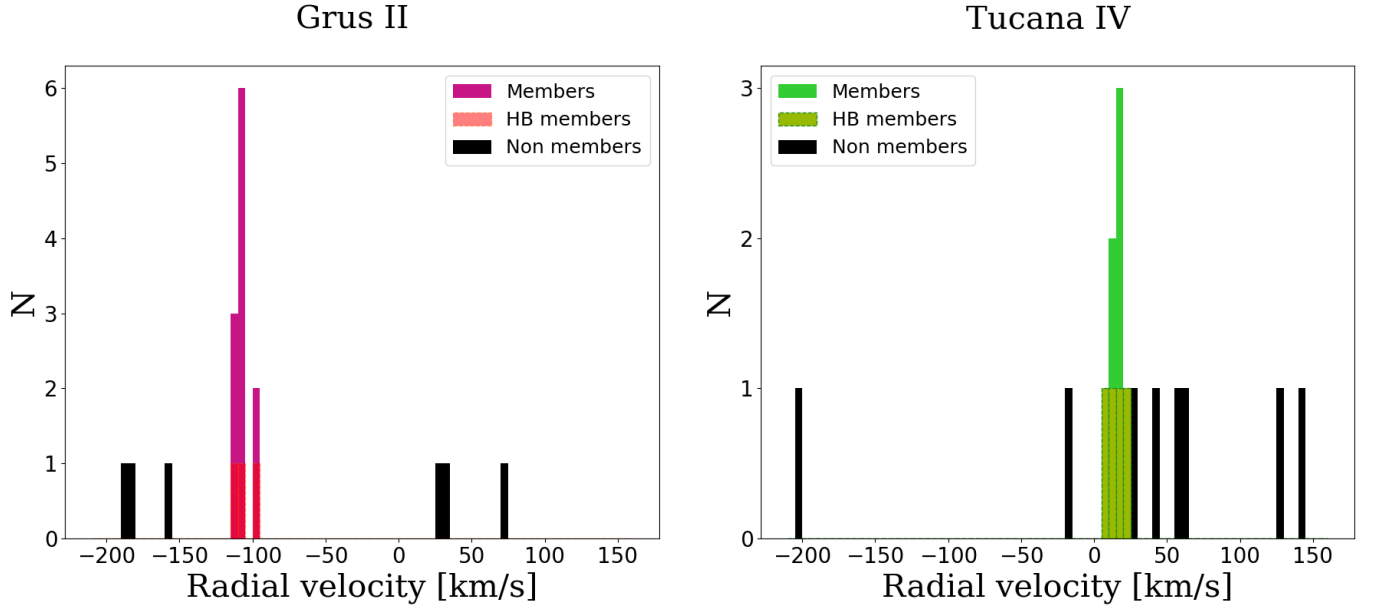 Grus II
Tucana IV
6
5
4
3
2
1
0
N
Members
HB members
Non members
−200 −150 −100 −50 0 50 100 150
Radial velocity [km/s]
3
2
1
0
N
Members
HB members
Non members
−200 −150 −100 −50 0 50 100 150
Radial velocity [km/s]